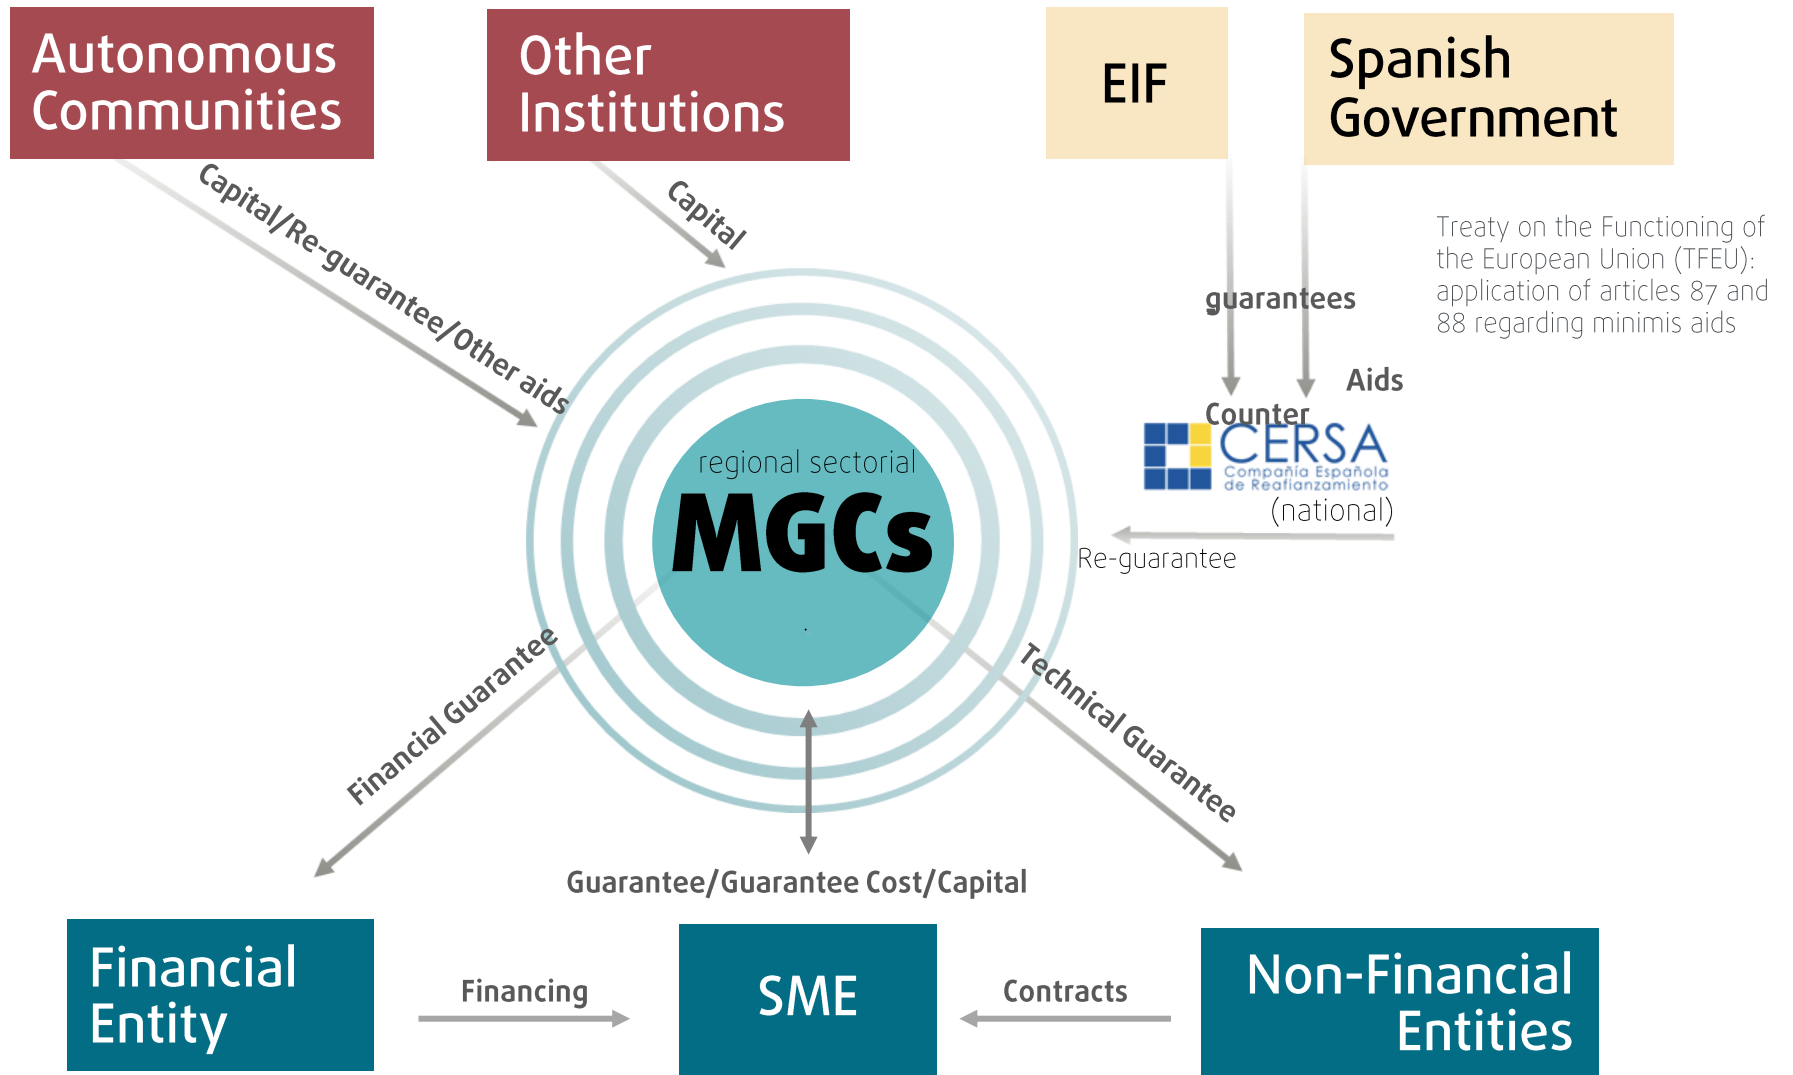 Autonomous
Communities
Other
Institutions
EIF
Spanish
Government
Capital/Re-guarantee/Other aids
Capital
Treaty on the Functioning of
the European Union (TFEU):
application of articles 87 and
88 regarding minimis aids
guarantees
Aids
Counter
CERSA
Compañía Española
de Reafianzamiento
(national)
Re-guarantee
regional sectorial
MGCs
.
Financial Guarantee
Technical Guarantee
Guarantee/Guarantee Cost/Capital
Financial
Entity
Financing
SME
Contracts
Non-Financial
Entities